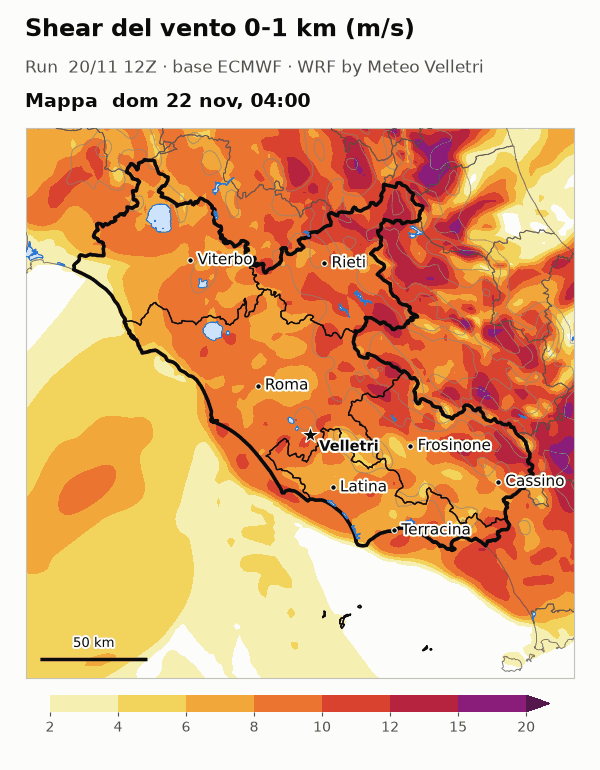 Shear del vento 0-1 km (m/s)
Run  20/11 12Z · base ECMWF · WRF by Meteo Velletri
Mappa  dom 22 nov, 04:00
Viterbo
Rieti
Roma
Velletri
Frosinone
Latina
Cassino
Terracina
50 km
2 4 6 8 10 12 15 20